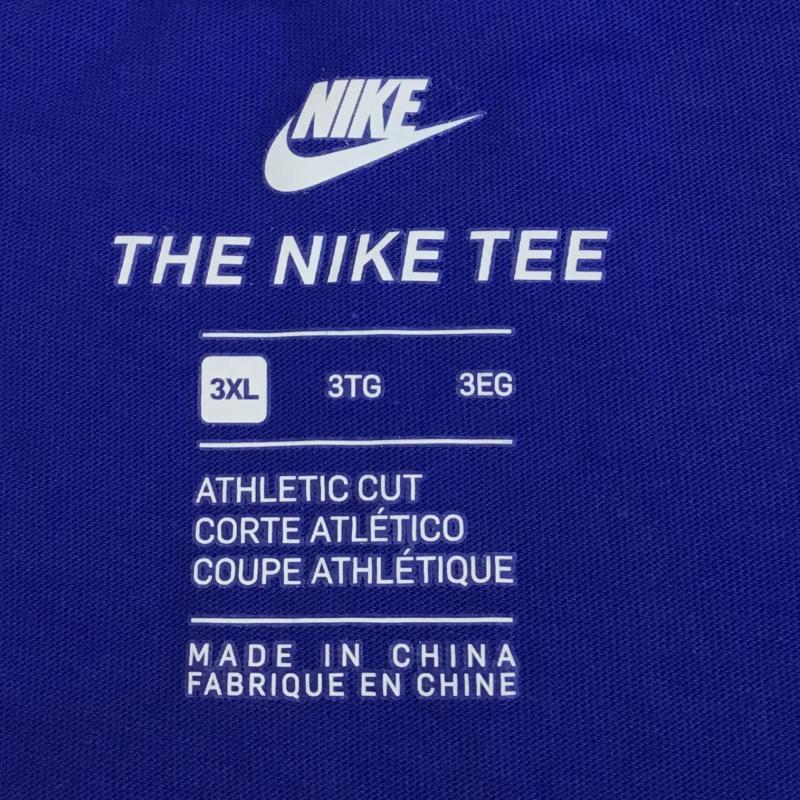 NIKE
THE NIKE TEE
3XL 3TG 3EG
ATHLETIC CUT
CORTE ATLÉTICO
COUPE ATHLÉTIQUE
MADE IN CHINA
FABRIQUE EN CHINE